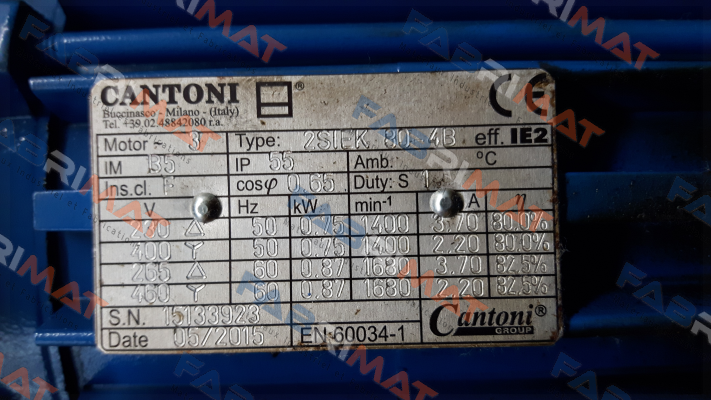 CANTONI ®
Buccinasco - Milano - (Italy)
Tel. +39.02.48842080 r.a.
CE
Motor ~ 3 Type: 2SIEK 80-4B eff. IE2
IM B5 IP 55 Amb. °C
Ins.cl. F cosφ 0.65 Duty: S 1
V Hz kW min⁻¹ A η
230 △ 50 0.75 1400 3.70 80.0%
400 Y 50 0.75 1400 2.20 80.0%
265 △ 60 0.87 1680 3.70 82.5%
460 Y 60 0.87 1680 2.20 82.5%
S.N. 15133923
Date 05/2015 EN-60034-1
Cantoni®
GROUP
FABRIMAT